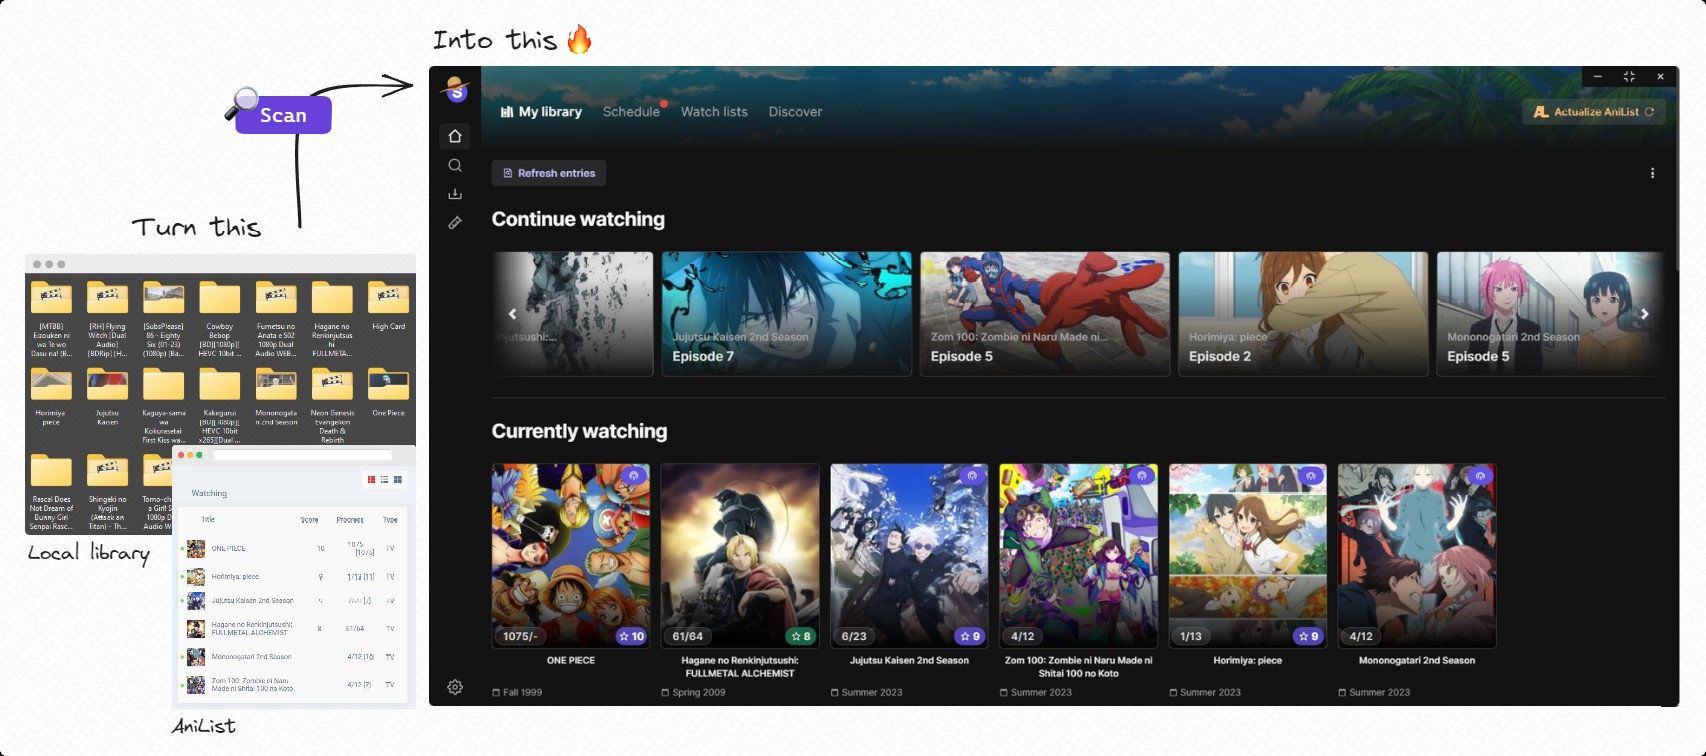 Into this
Scan
Turn this
[MTBB]
Eizouken ni
wa Te wo
Dasu na! (B...
[RH] Flying
Witch [Dual
Audio]
[BDRip] [H...
[SubsPlease]
86 - Eighty
Six (01-23)
(1080p) [Ba...
Cowboy
Bebop
[BD][1080p][
HEVC 10bit ...
Fumetsu no
Anata e S02
1080p Dual
Audio WEB...
Hagane no
Renkinjutsus
hi
FULLMETA...
High Card
Horimiya
piece
Jujutsu
Kaisen
Kaguya-sama
wa
Kokurasetai
First Kiss wa...
Kakegurui
[BD][1080p][
HEVC 10bit
x265][Dual ...
Mononogata
ri 2nd Season
Neon Genesis
Evangelion
Death &
Rebirth
One Piece
Rascal Does
Not Dream of
Bunny Girl
Senpai Rasc...
Shingeki no
Kyojin
(Attack on
Titan) - Th...
Tomo-ch
a Girl! S
1080p D
Audio W
Local library
Watching
Title Score Progress Type
ONE PIECE 10 1075 [1075] TV
Horimiya: piece 9 1/13 [11] TV
Jujutsu Kaisen 2nd Season TV
Hagane no Renkinjutsushi:
FULLMETAL ALCHEMIST 8 61/64 TV
Mononogatari 2nd Season 4/12 [16] TV
Zom 100: Zombie ni Naru
Made ni Shitai 100 no Koto 4/12 [7] TV
AniList
S
My library Schedule Watch lists Discover
AL Actualize AniList
Refresh entries
Continue watching
njutsushi:...
Jujutsu Kaisen 2nd Season
Episode 7
Zom 100: Zombie ni Naru Made ni...
Episode 5
Horimiya: piece
Episode 2
Mononogatari 2nd Season
Episode 5
Currently watching
1075/- 10
ONE PIECE
Fall 1999
61/64 8
Hagane no Renkinjutsushi:
FULLMETAL ALCHEMIST
Spring 2009
6/23 9
Jujutsu Kaisen 2nd Season
Summer 2023
4/12
Zom 100: Zombie ni Naru Made ni
Shitai 100 no Koto
Summer 2023
1/13 9
Horimiya: piece
Summer 2023
4/12
Mononogatari 2nd Season
Summer 2023